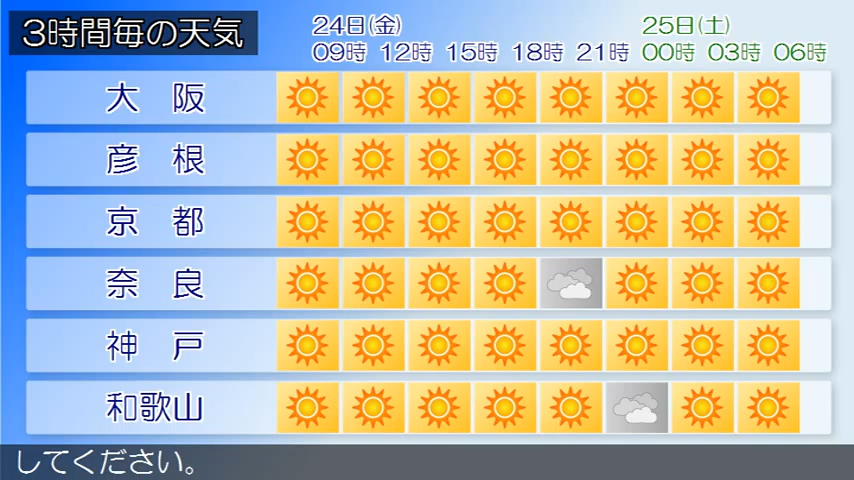 3時間毎の天気
24日(金) 25日(土)
09時 12時 15時 18時 21時 00時 03時 06時
大 阪
彦 根
京 都
奈 良
神 戸
和歌山
してください。